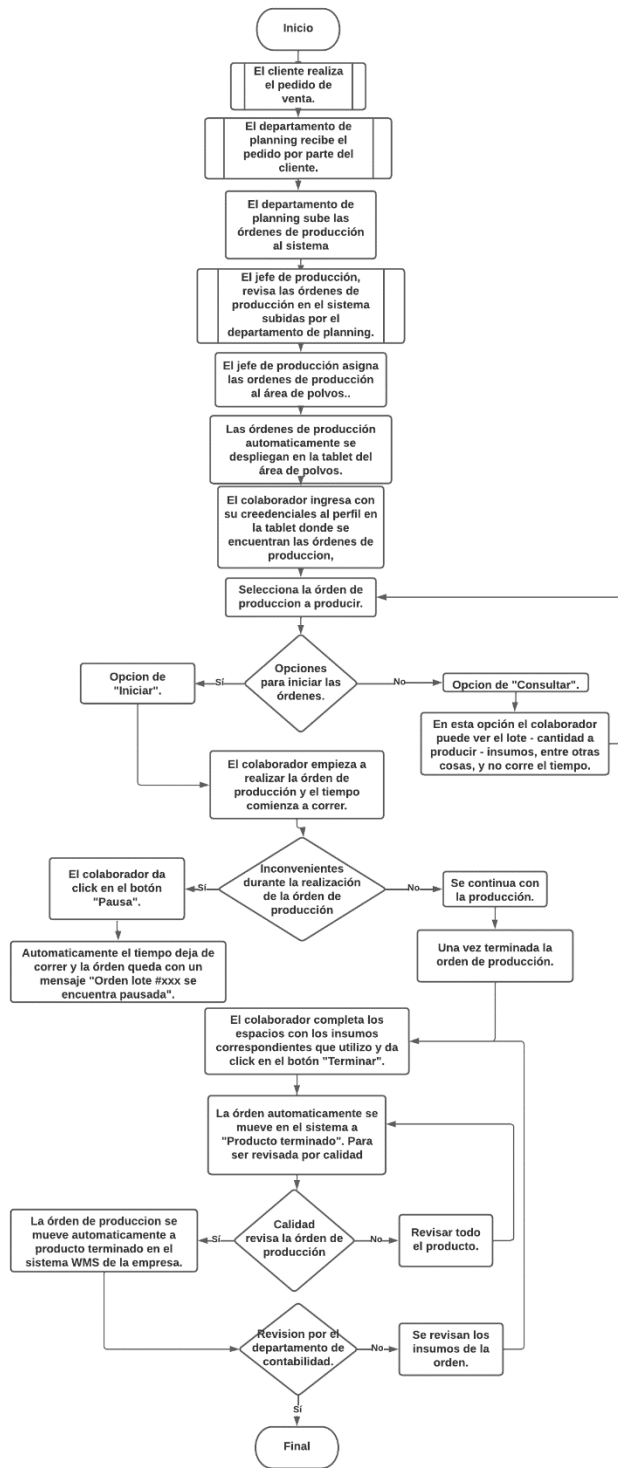 Inicio
El cliente realiza
el pedido de
venta.
El departamento de
planning recibe el
pedido por parte del
cliente.
El departamento de
planning sube las
órdenes de producción
al sistema
El jefe de producción,
revisa las órdenes de
producción en el sistema
subidas por el
departamento de planning.
El jefe de producción asigna
las ordenes de producción
al área de polvos..
Las órdenes de producción
automaticamente se
despliegan en la tablet del
área de polvos.
El colaborador ingresa con
su creedenciales al perfil en
la tablet donde se
encuentran las órdenes de
produccion,
Selecciona la órden de
produccion a producir.
Opciones
para iniciar las
órdenes.
Sí
No
Opcion de
"Iniciar".
Opcion de "Consultar".
En esta opción el colaborador
puede ver el lote - cantidad a
producir - insumos, entre otras
cosas, y no corre el tiempo.
El colaborador empieza a
realizar la órden de
producción y el tiempo
comienza a correr.
Inconvenientes
durante la realización
de la órden de
producción
Sí
No
El colaborador da
click en el botón
"Pausa".
Se continua con
la producción.
Automaticamente el tiempo deja de
correr y la órden queda con un
mensaje "Orden lote #xxx se
encuentra pausada".
Una vez terminada la
orden de producción.
El colaborador completa los
espacios con los insumos
correspondientes que utilizo y da
click en el botón "Terminar".
La órden automaticamente se
mueve en el sistema a
"Producto terminado". Para
ser revisada por calidad
Calidad
revisa la órden de
producción
Sí
No
La órden de produccion se
mueve automaticamente a
producto terminado en el
sistema WMS de la empresa.
Revisar todo
el producto.
Revision por el
departamento de
contabilidad.
No
Se revisan los
insumos de la
orden.
Sí
Final